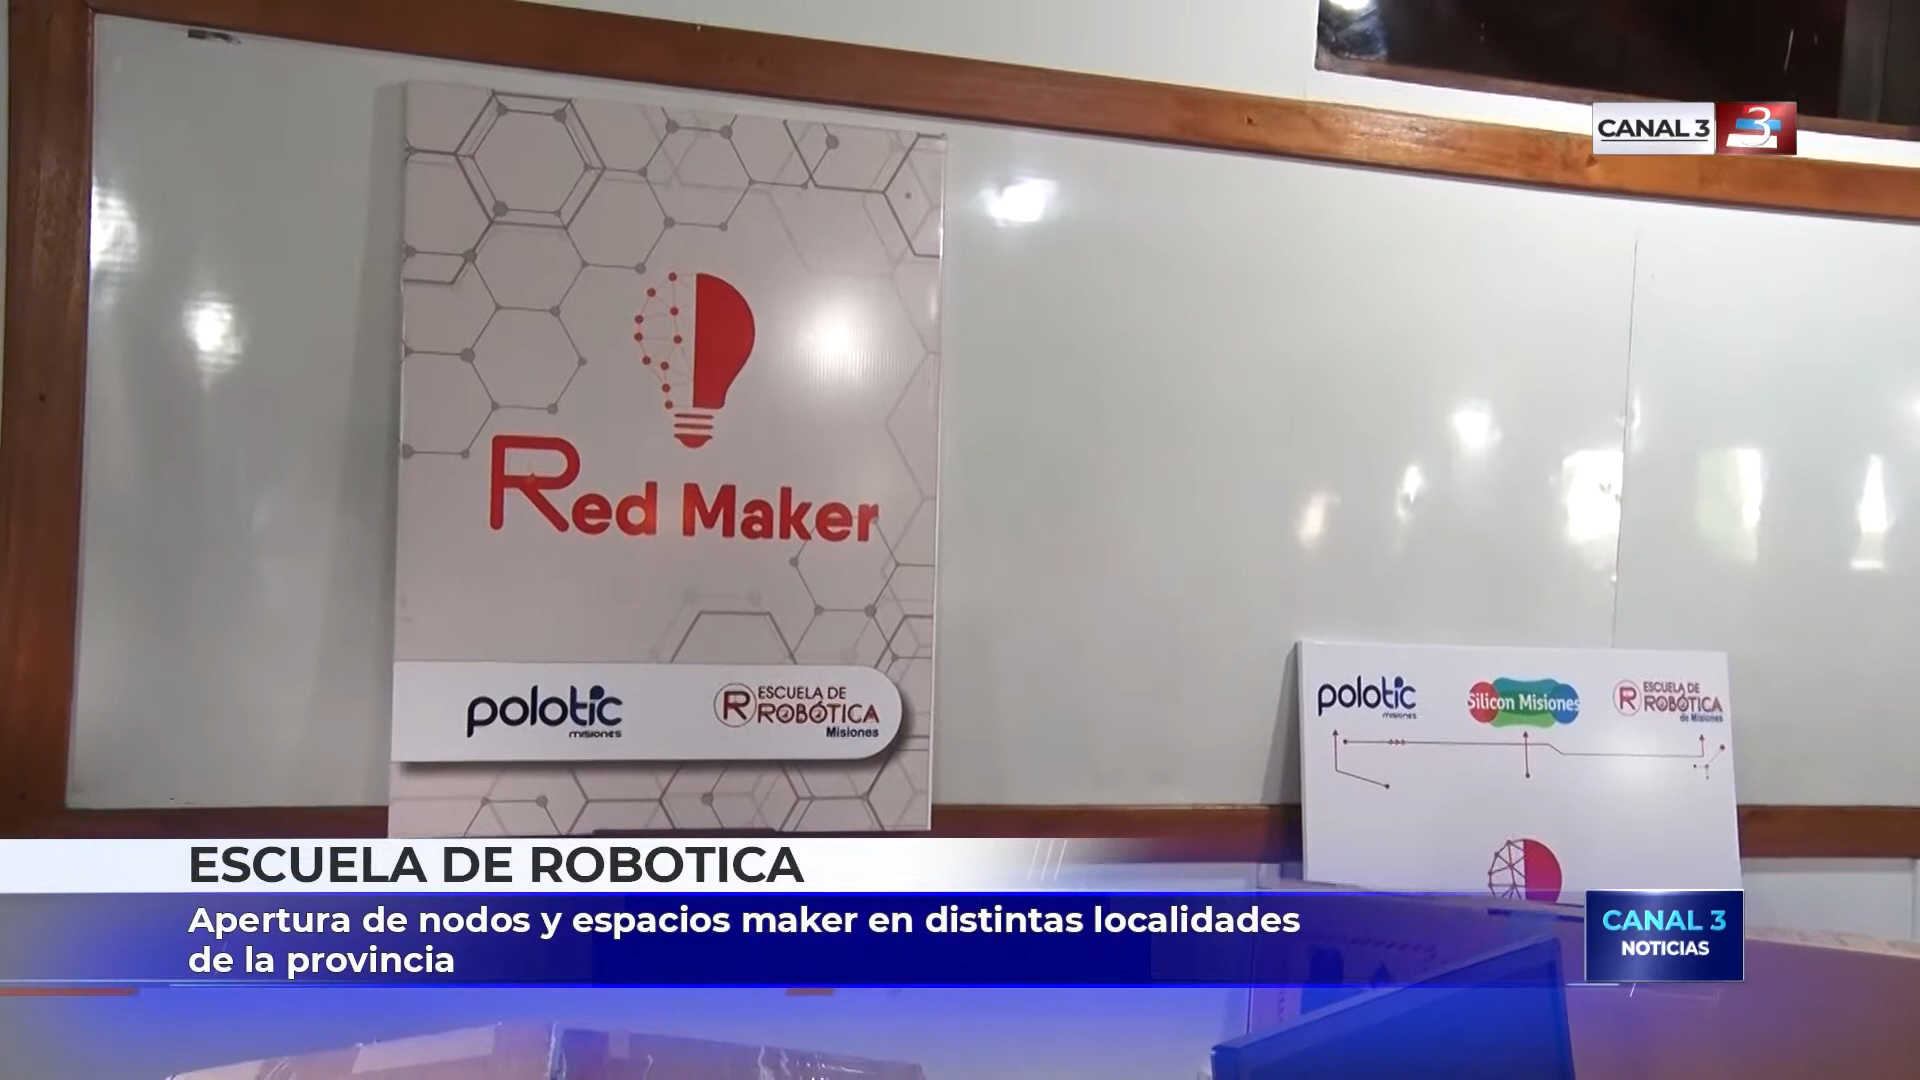 CANAL 3 3
Red Maker
polotic
misiones
R ESCUELA DE
ROBÓTICA
Misiones
polotic
misiones
Silicon Misiones
R ESCUELA DE
ROBÓTICA
de Misiones
ESCUELA DE ROBOTICA
Apertura de nodos y espacios maker en distintas localidades
de la provincia
CANAL 3
NOTICIAS